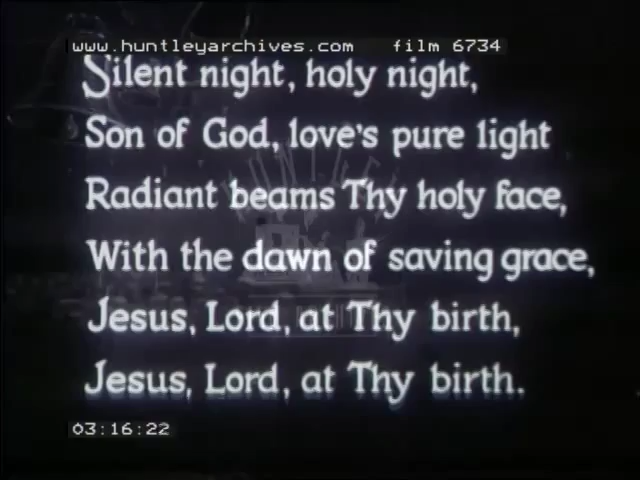 www.huntleyarchives.com film 6734
Silent night, holy night,
Son of God, love's pure light
Radiant beams Thy holy face,
With the dawn of saving grace,
Jesus, Lord, at Thy birth,
Jesus, Lord, at Thy birth.
03:16:22